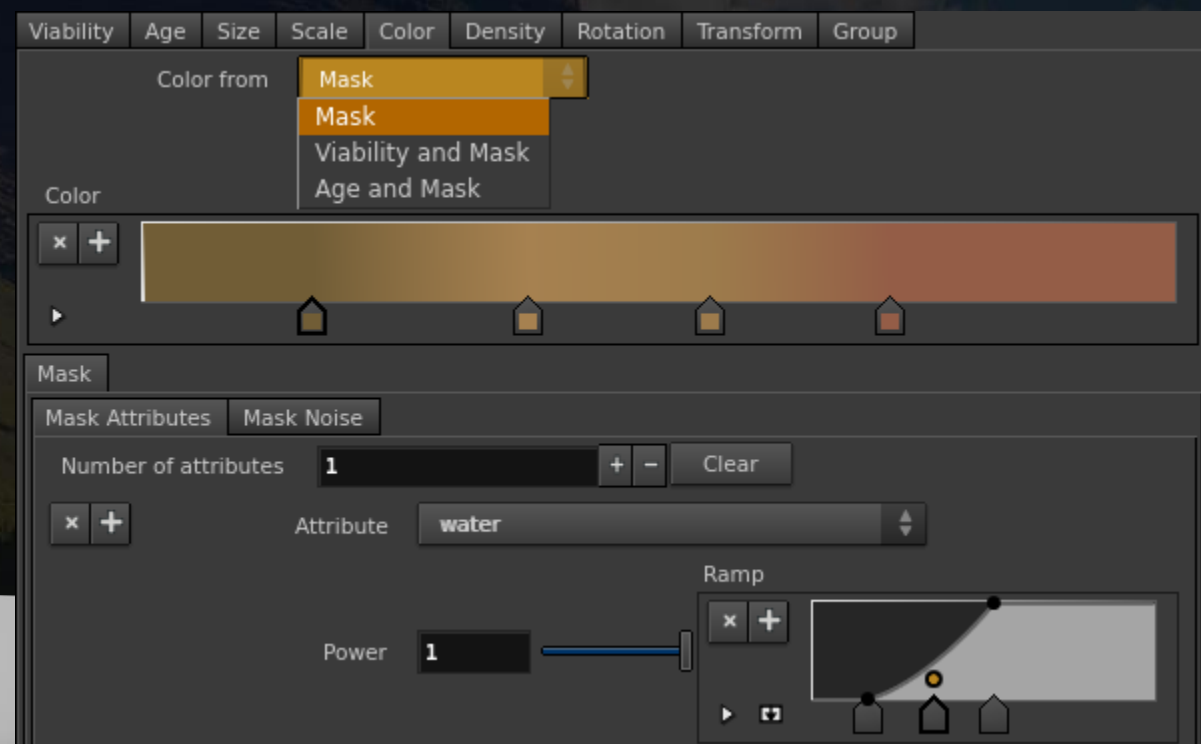 Viability Age Size Scale Color Density Rotation Transform Group
Color from Mask
Mask
Viability and Mask
Age and Mask
Color
Mask
Mask Attributes Mask Noise
Number of attributes 1 + - Clear
Attribute water
Ramp
Power 1